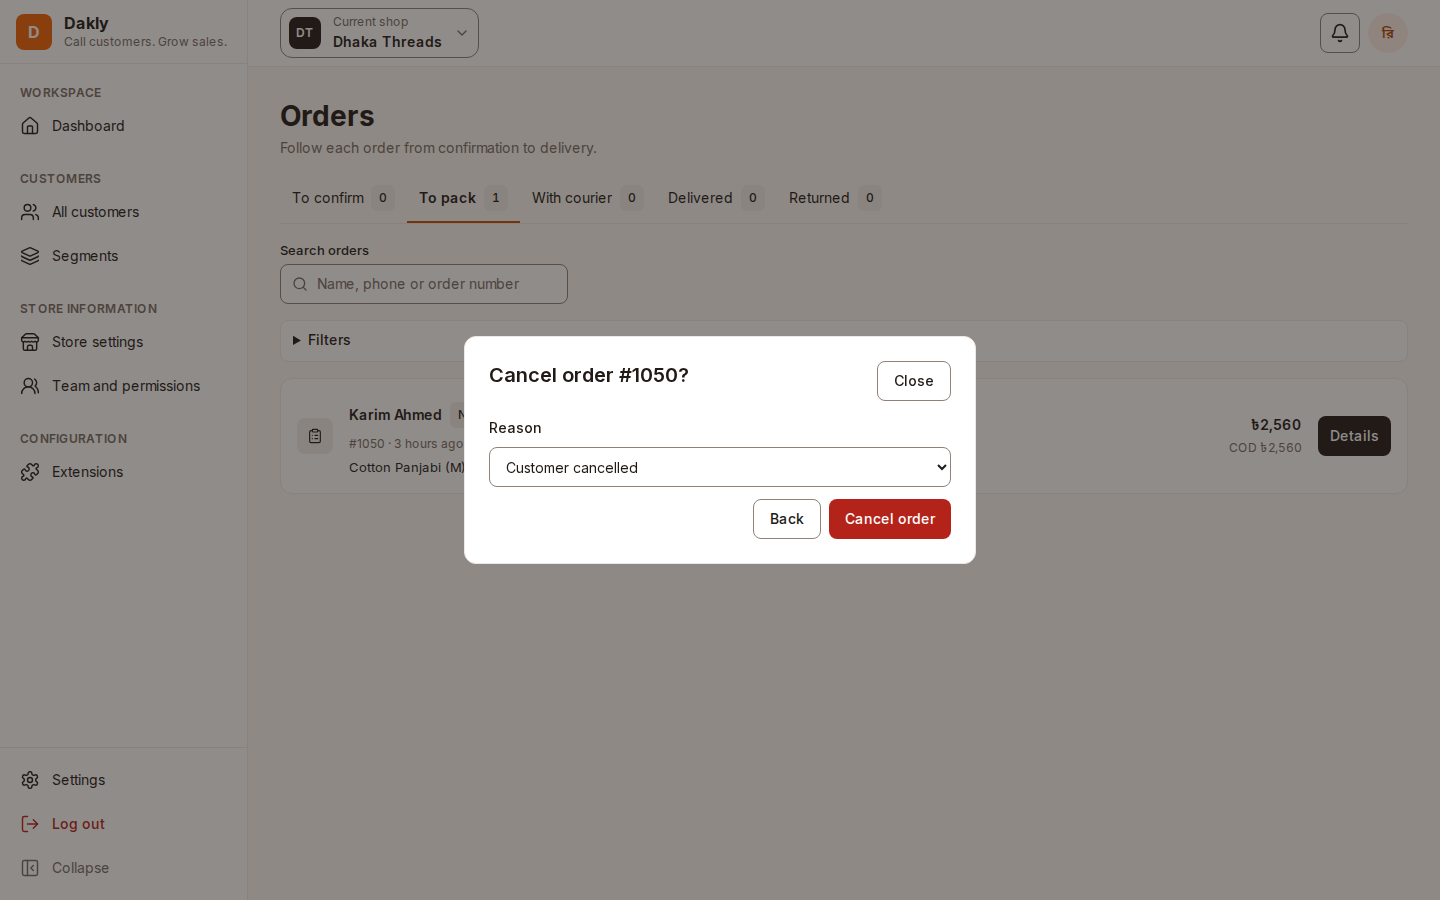 D
Dakly
Call customers. Grow sales.
DT
Current shop
Dhaka Threads
রি
WORKSPACE
Dashboard
CUSTOMERS
All customers
Segments
STORE INFORMATION
Store settings
Team and permissions
CONFIGURATION
Extensions
Settings
Log out
Collapse
Orders
Follow each order from confirmation to delivery.
To confirm 0
To pack 1
With courier 0
Delivered 0
Returned 0
Search orders
Name, phone or order number
Filters
Karim Ahmed
#1050 · 3 hours ago
Cotton Panjabi (M)
৳2,560
COD ৳2,560
Details
Cancel order #1050?
Close
Reason
Customer cancelled
Back
Cancel order